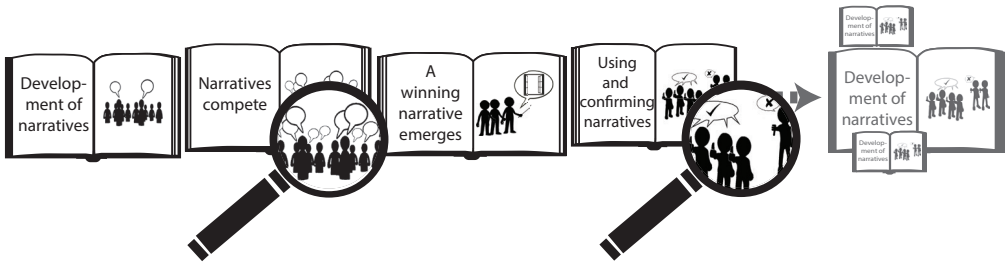 Develop-
ment of
narratives
Narratives
compete
A
winning
narrative
emerges
Using
and
confirming
narratives
Develop-
ment of
narratives
Develop-
ment of
narratives
Develop-
ment of
narratives